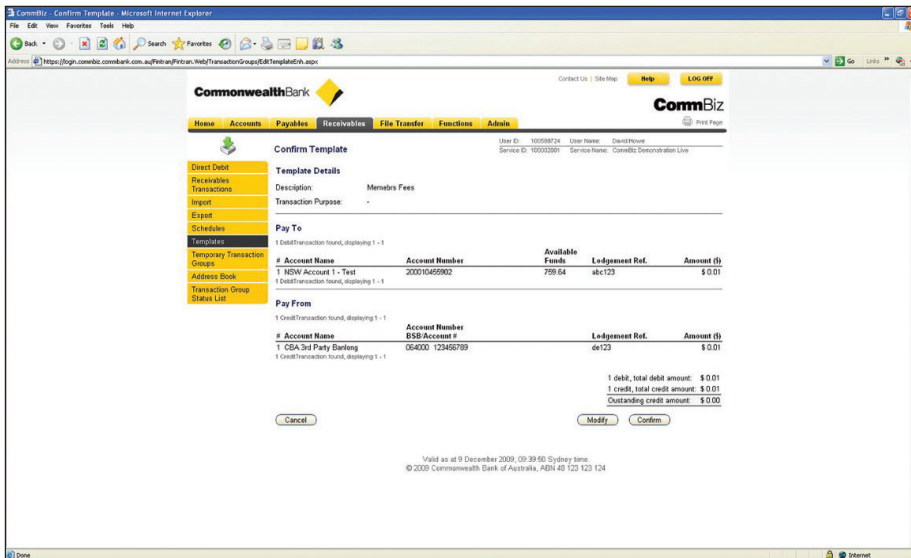 CommBiz - Confirm Template - Microsoft Internet Explorer
File Edit View Favorites Tools Help
Back Search Favorites
Address https://login.commbiz.commbank.com.au/Fintran/Fintran.Web/TransactionGroups/EditTemplateEnh.aspx Go Links »
Contact Us | Site Map Help LOG OFF
CommonwealthBank
CommBiz
Home Accounts Payables Receivables File Transfer Functions Admin Print Page
User ID: 100598724 User Name: David Howe
Confirm Template
Service ID: 100002001 Service Name: CommBiz Demonstration Live
Direct Debit
Receivables Transactions
Import
Export
Schedules
Templates
Temporary Transaction Groups
Address Book
Transaction Group Status List
Template Details
Description: Memebrs Fees
Transaction Purpose: -
Pay To
1 DebitTransaction found, displaying 1 - 1
# Account Name Account Number Available Funds Lodgement Ref. Amount ($)
1 NSW Account 1 - Test 200010455902 759.64 abc123 $ 0.01
1 DebitTransaction found, displaying 1 - 1
Pay From
1 CreditTransaction found, displaying 1 - 1
# Account Name Account Number BSB/Account # Lodgement Ref. Amount ($)
1 CBA 3rd Party Banlong 064000 123456789 de123 $ 0.01
1 CreditTransaction found, displaying 1 - 1
1 debit, total debit amount: $ 0.01
1 credit, total credit amount: $ 0.01
Oustanding credit amount: $ 0.00
Cancel Modify Confirm
Valid as at 9 December 2009, 09:39:50 Sydney time.
© 2009 Commonwealth Bank of Australia, ABN 48 123 123 124
Done Internet